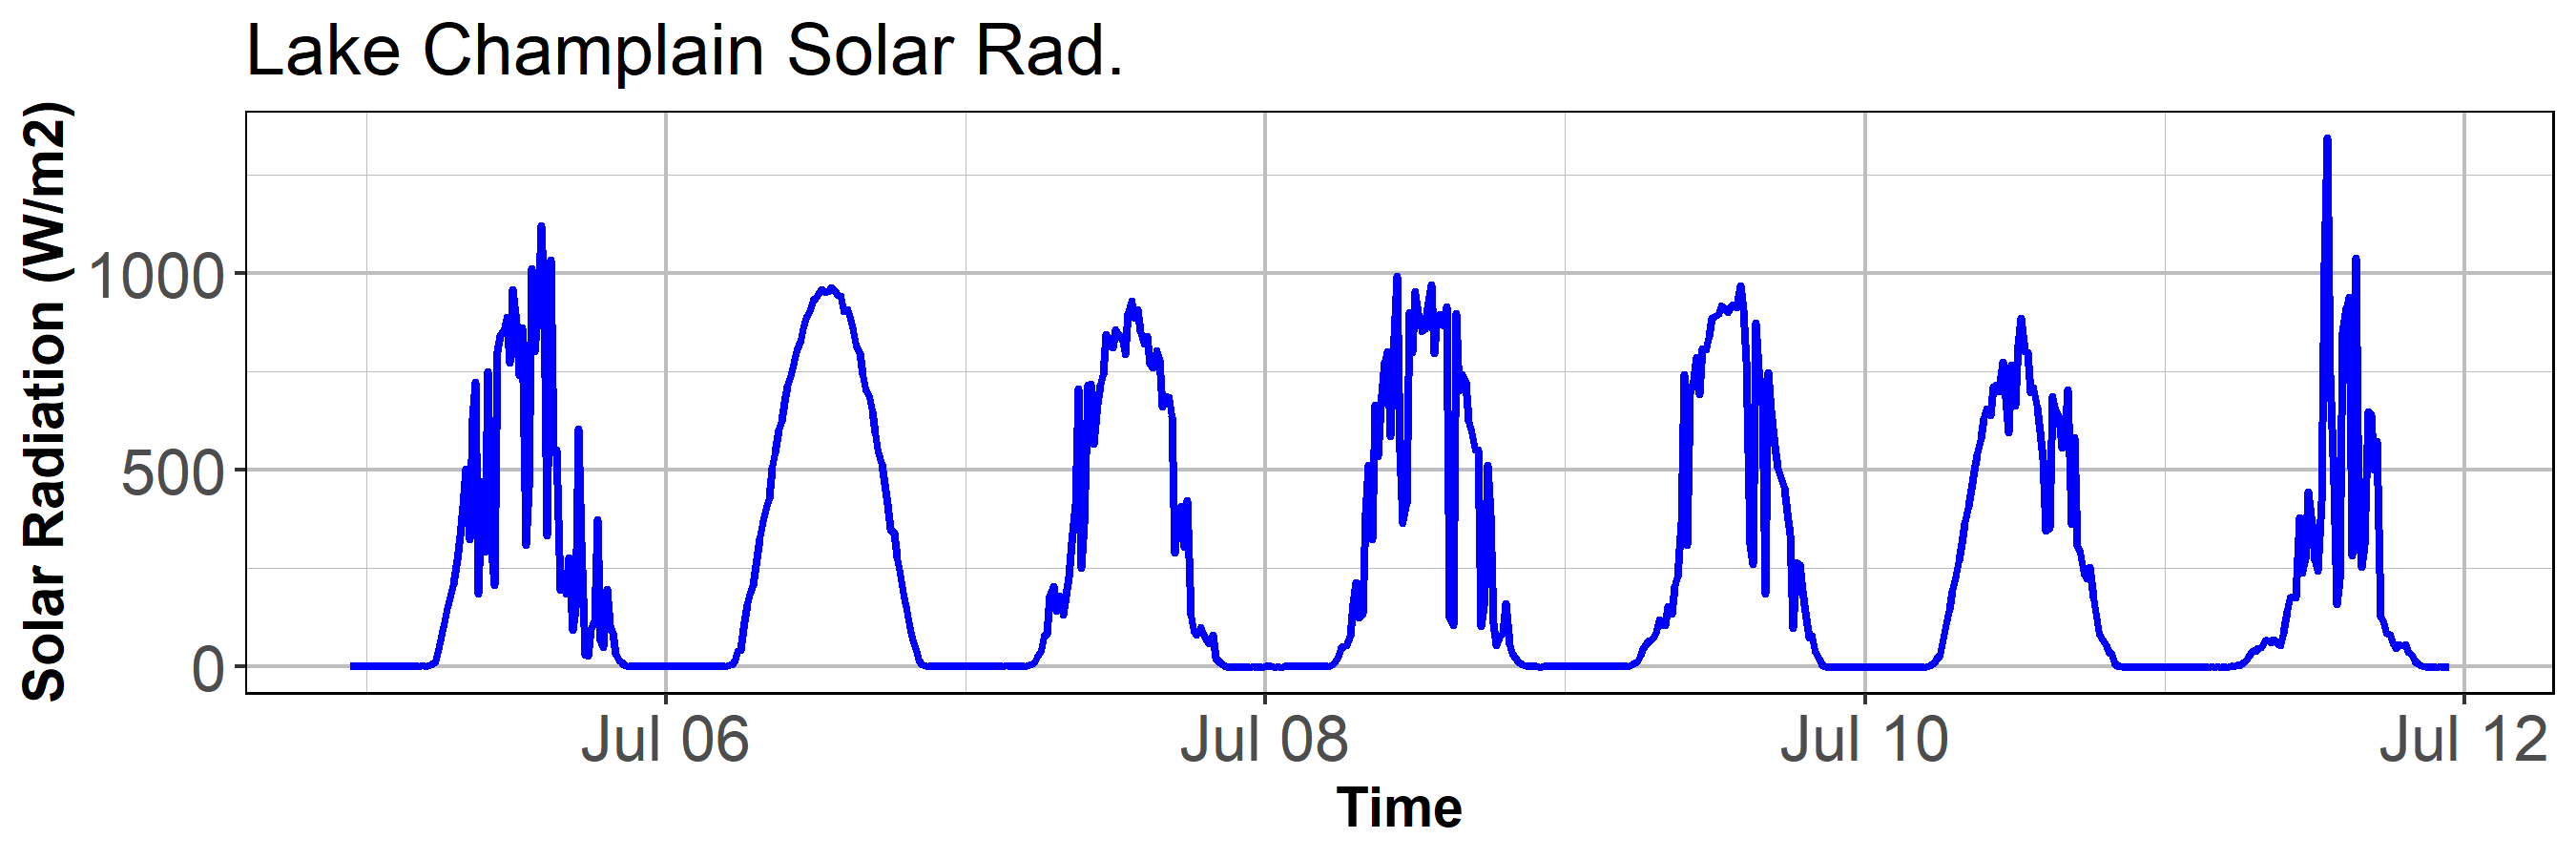 Lake Champlain Solar Rad.
Solar Radiation (W/m2)
1000
500
0
Jul 06 Jul 08 Jul 10 Jul 12
Time